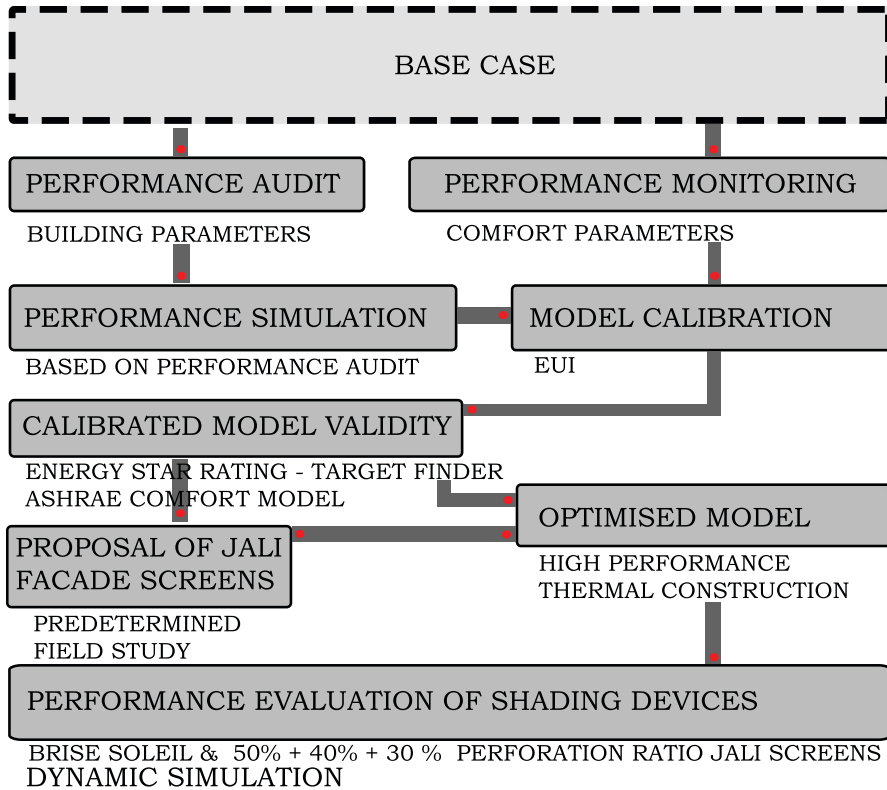 BASE CASE
PERFORMANCE AUDIT
PERFORMANCE MONITORING
BUILDING PARAMETERS
COMFORT PARAMETERS
PERFORMANCE SIMULATION
MODEL CALIBRATION
BASED ON PERFORMANCE AUDIT
EUI
CALIBRATED MODEL VALIDITY
ENERGY STAR RATING - TARGET FINDER
ASHRAE COMFORT MODEL
OPTIMISED MODEL
PROPOSAL OF JALI
FACADE SCREENS
HIGH PERFORMANCE
THERMAL CONSTRUCTION
PREDETERMINED
FIELD STUDY
PERFORMANCE EVALUATION OF SHADING DEVICES
BRISE SOLEIL & 50% + 40% + 30 % PERFORATION RATIO JALI SCREENS
DYNAMIC SIMULATION